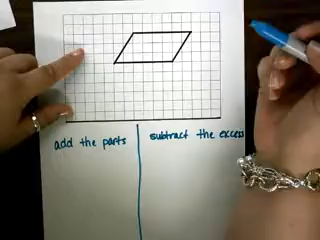 add the parts
subtract the excess